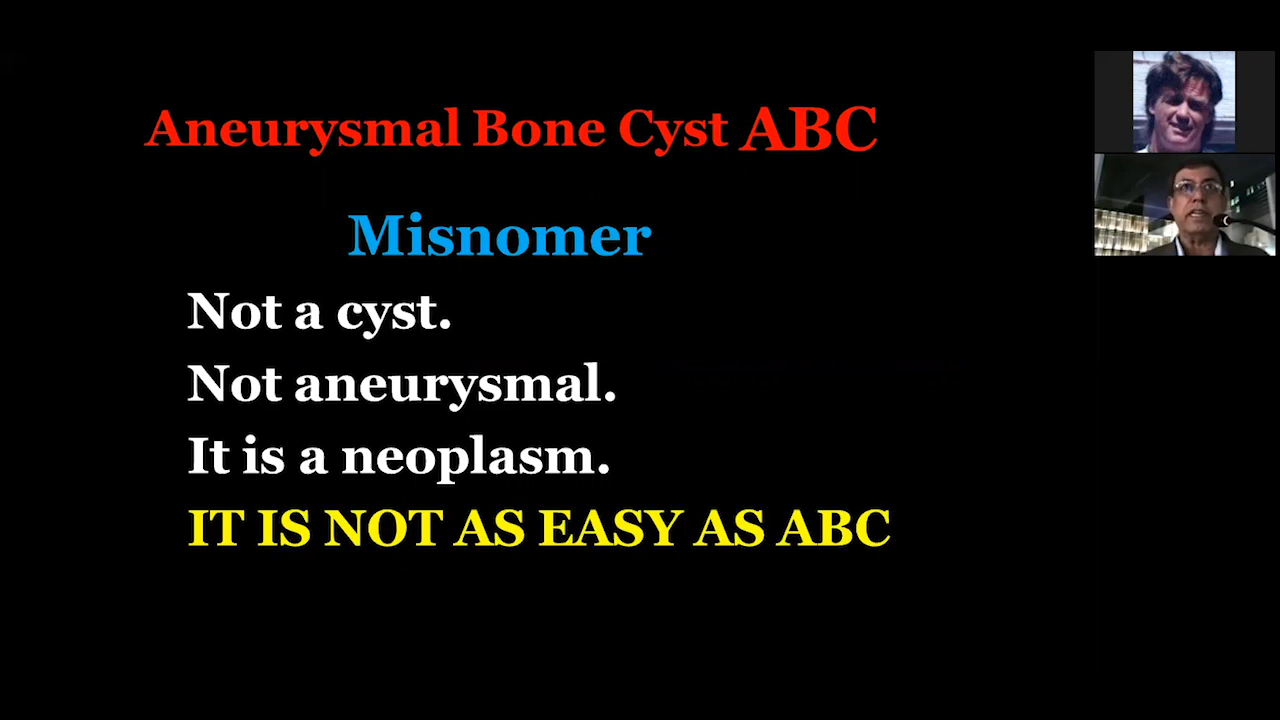 Aneurysmal Bone Cyst ABC
Misnomer
Not a cyst.
Not aneurysmal.
It is a neoplasm.
IT IS NOT AS EASY AS ABC